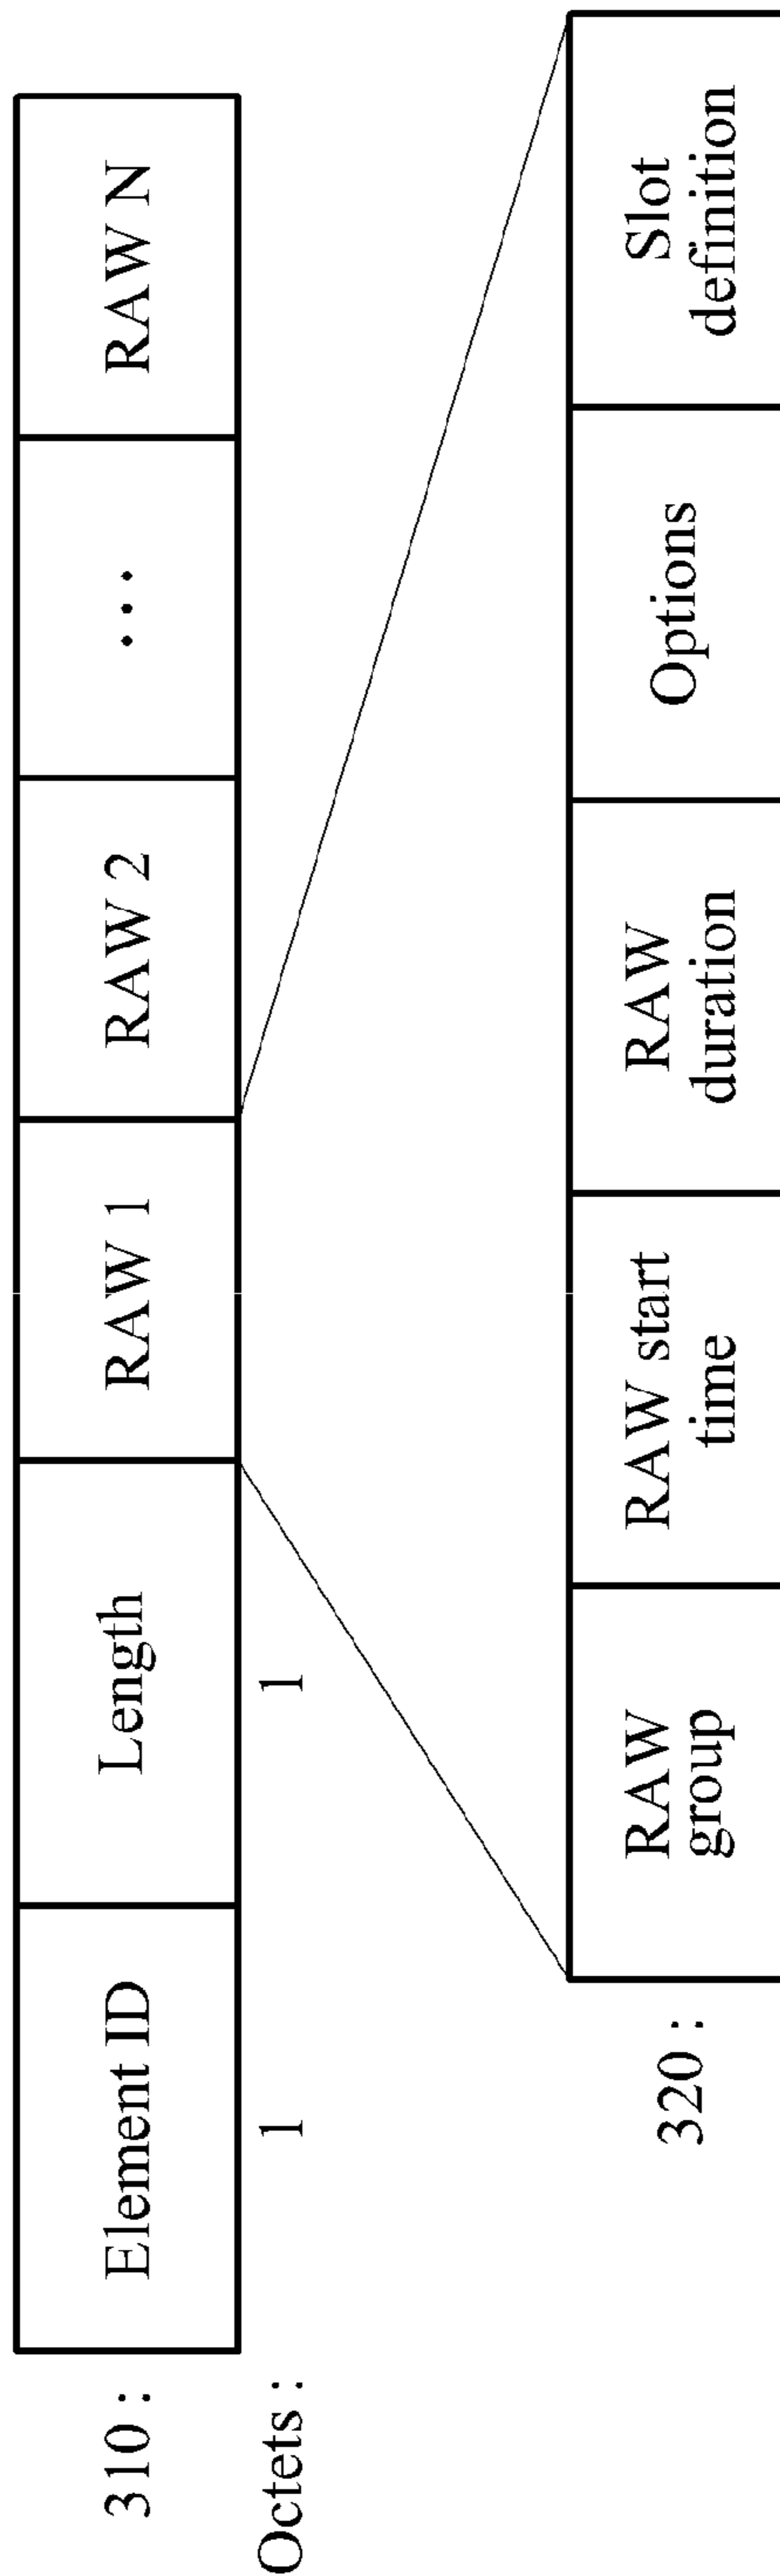 310 :
Element ID
Length
RAW 1
RAW 2
...
RAW N
Octets :
1
1
320 :
RAW
group
RAW start
time
RAW
duration
Options
Slot
definition